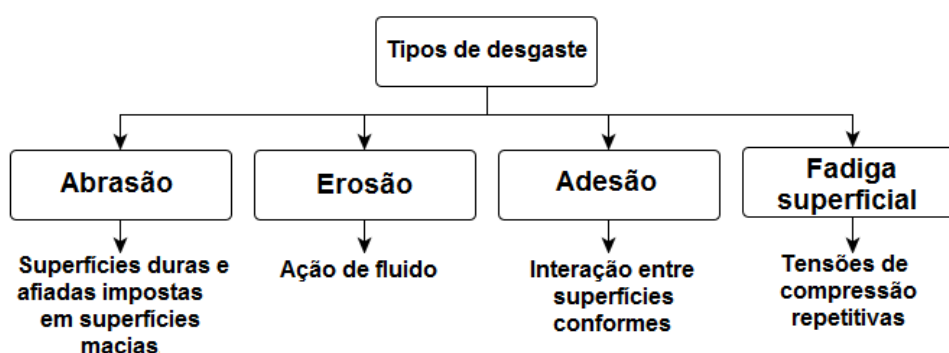 Tipos de desgaste
Abrasão
Erosão
Adesão
Fadiga
superficial
Superfícies duras e
afiadas impostas
em superfícies
macias
Ação de fluido
Interação entre
superfícies
conformes
Tensões de
compressão
repetitivas